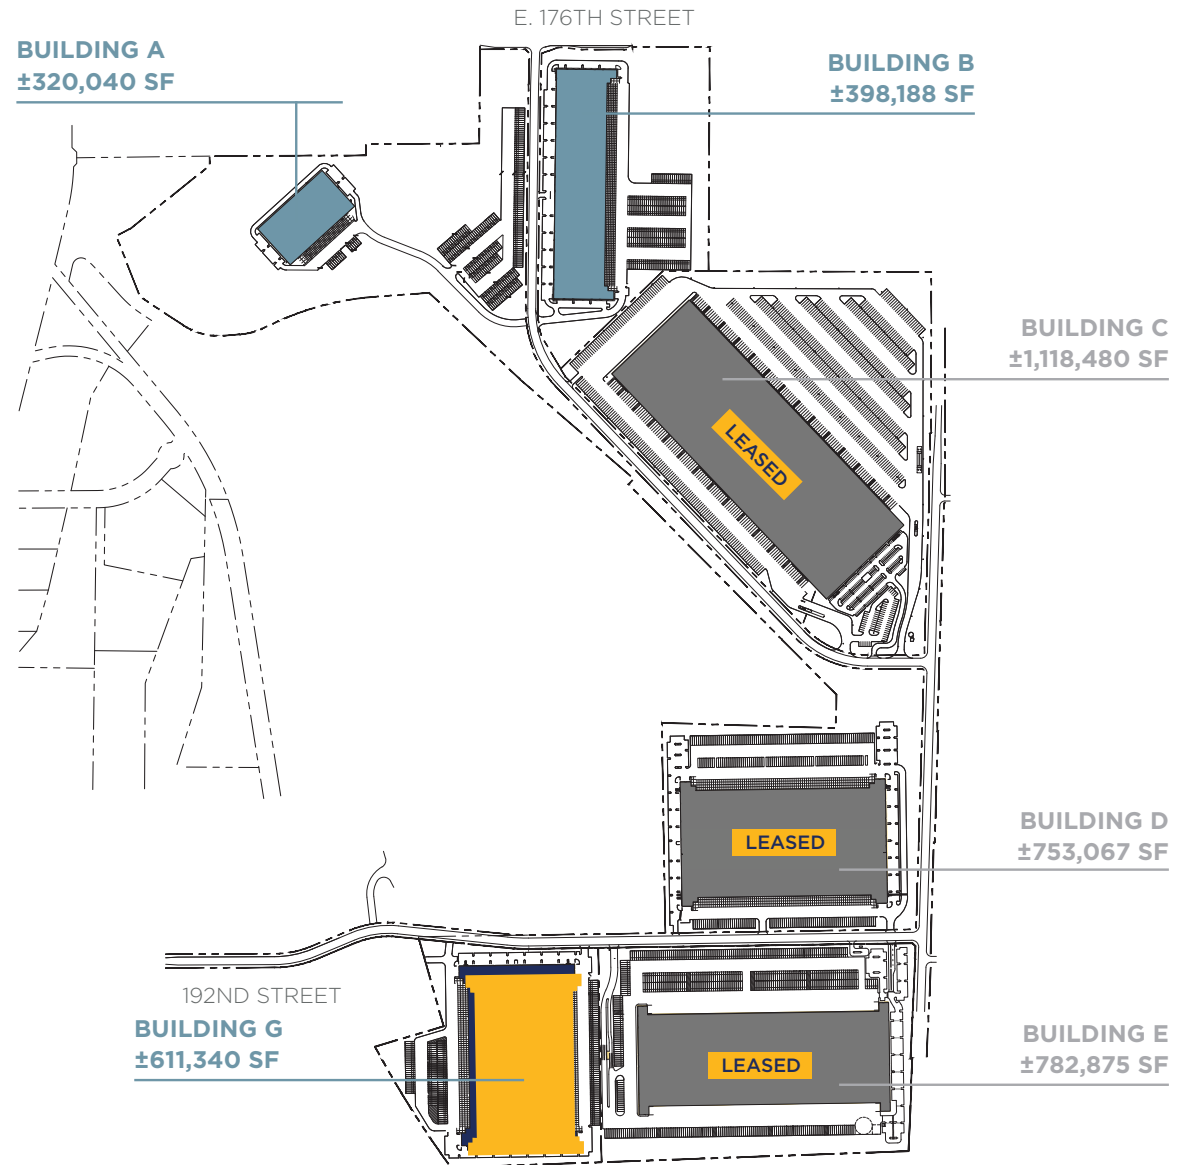 E. 176TH STREET
BUILDING A
±320,040 SF
BUILDING B
±398,188 SF
BUILDING C
±1,118,480 SF
LEASED
BUILDING D
±753,067 SF
LEASED
192ND STREET
BUILDING G
±611,340 SF
BUILDING E
±782,875 SF
LEASED